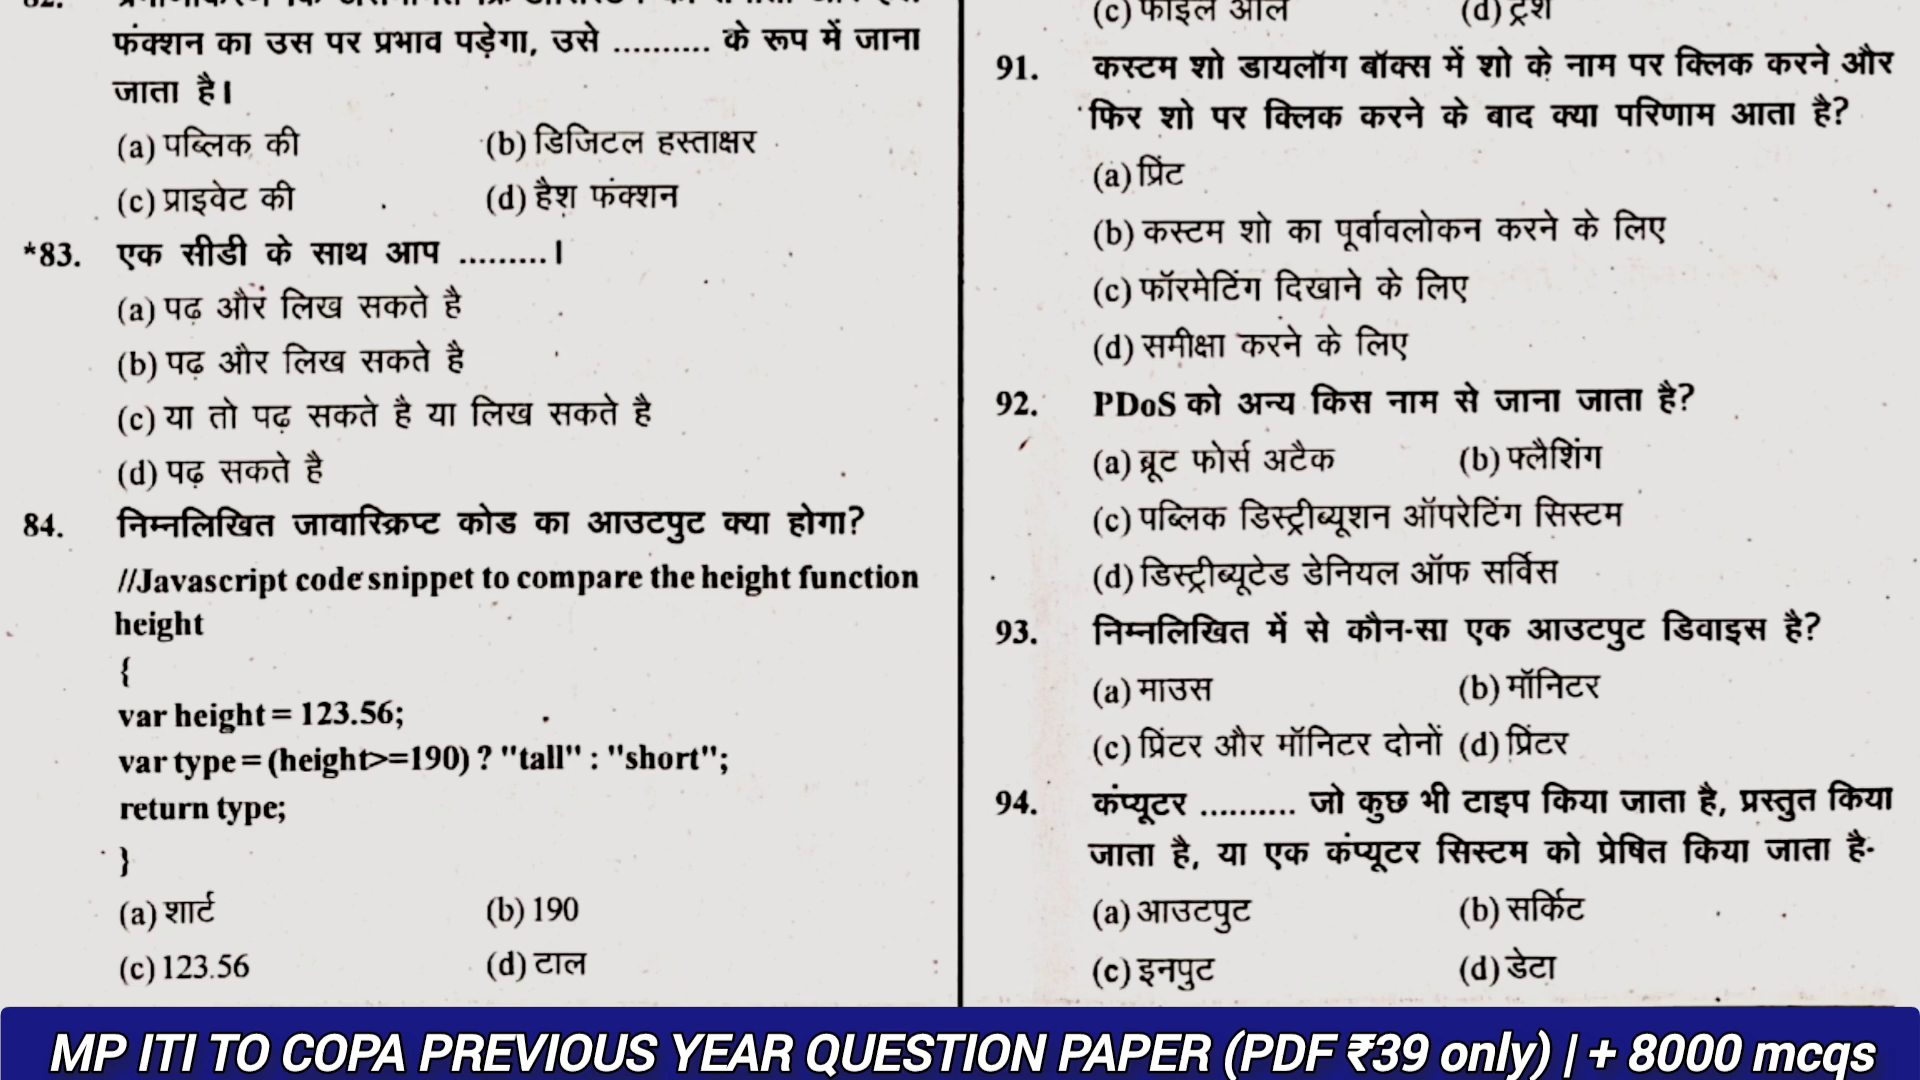 फंक्शन का उस पर प्रभाव पड़ेगा, उसे .......... के रूप में जाना
जाता है।
(a) पब्लिक की (b) डिजिटल हस्ताक्षर
(c) प्राइवेट की (d) हैश फंक्शन
*83. एक सीडी के साथ आप .........।
(a) पढ़ और लिख सकते है
(b) पढ़ और लिख सकते है
(c) या तो पढ़ सकते है या लिख सकते है
(d) पढ़ सकते है
84. निम्नलिखित जावास्क्रिप्ट कोड का आउटपुट क्या होगा?
//Javascript code snippet to compare the height function
height
{
var height = 123.56;
var type = (height>=190) ? "tall" : "short";
return type;
}
(a) शार्ट (b) 190
(c) 123.56 (d) टाल
(c) फाइल ऑल (d) ट्रश
91. कस्टम शो डायलॉग बॉक्स में शो के नाम पर क्लिक करने और
फिर शो पर क्लिक करने के बाद क्या परिणाम आता है?
(a) प्रिंट
(b) कस्टम शो का पूर्वावलोकन करने के लिए
(c) फॉरमेटिंग दिखाने के लिए
(d) समीक्षा करने के लिए
92. PDoS को अन्य किस नाम से जाना जाता है?
(a) ब्रूट फोर्स अटैक (b) फ्लैशिंग
(c) पब्लिक डिस्ट्रीब्यूशन ऑपरेटिंग सिस्टम
(d) डिस्ट्रीब्यूटेड डेनियल ऑफ सर्विस
93. निम्नलिखित में से कौन-सा एक आउटपुट डिवाइस है?
(a) माउस (b) मॉनिटर
(c) प्रिंटर और मॉनिटर दोनों (d) प्रिंटर
94. कंप्यूटर .......... जो कुछ भी टाइप किया जाता है, प्रस्तुत किया
जाता है, या एक कंप्यूटर सिस्टम को प्रेषित किया जाता है-
(a) आउटपुट (b) सर्किट
(c) इनपुट (d) डेटा
MP ITI TO COPA PREVIOUS YEAR QUESTION PAPER (PDF ₹39 only) | + 8000 mcqs